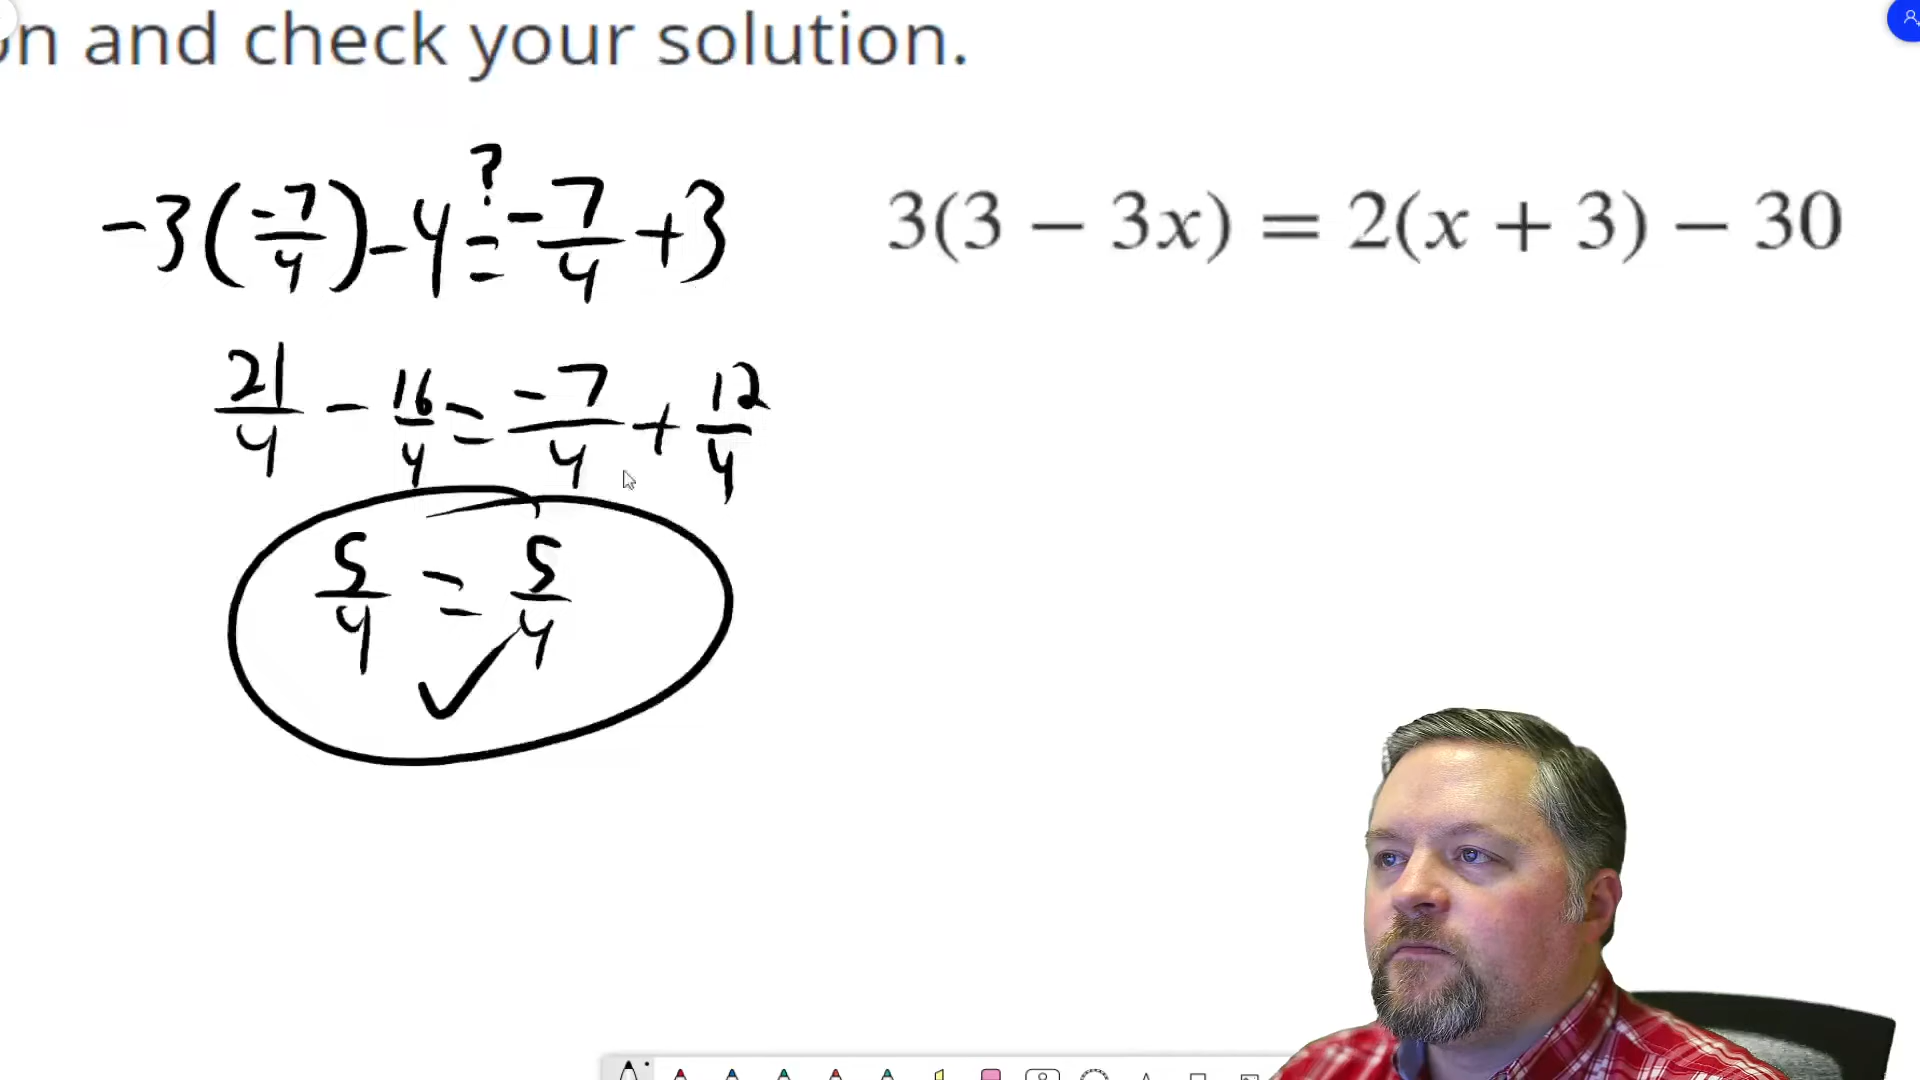 on and check your solution.
-3(-7/4)-4 ?= -7/4+3
3(3 − 3x) = 2(x + 3) − 30
21/4 - 16/4 = -7/4 + 12/4
5/4 = 5/4 ✓